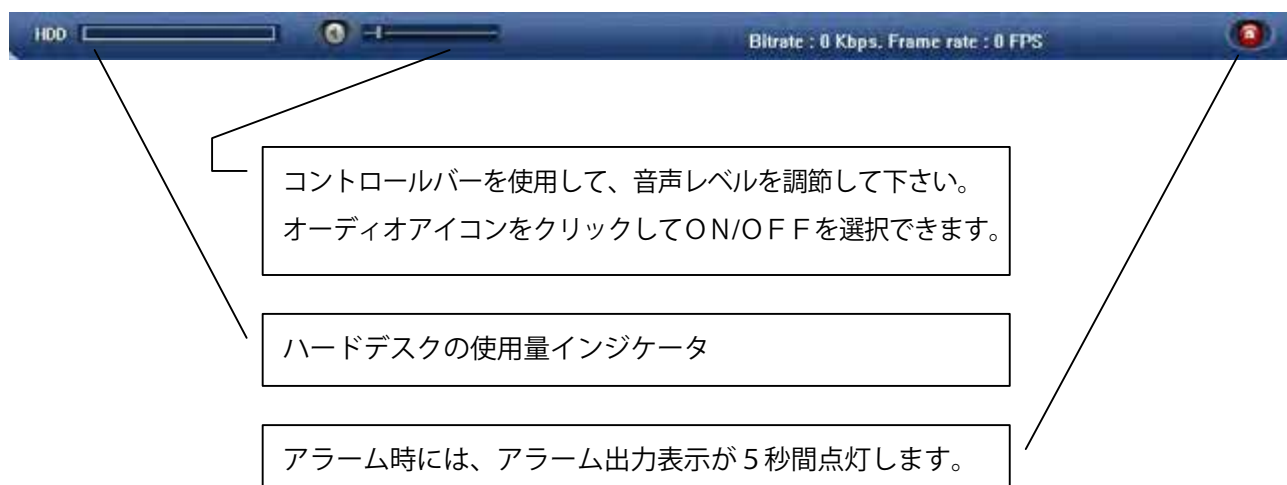 HDD Bitrate : 0 Kbps. Frame rate : 0 FPS
コントロールバーを使用して、音声レベルを調節して下さい。
オーディオアイコンをクリックしてＯＮ/ＯＦＦを選択できます。
ハードデスクの使用量インジケータ
アラーム時には、アラーム出力表示が５秒間点灯します。